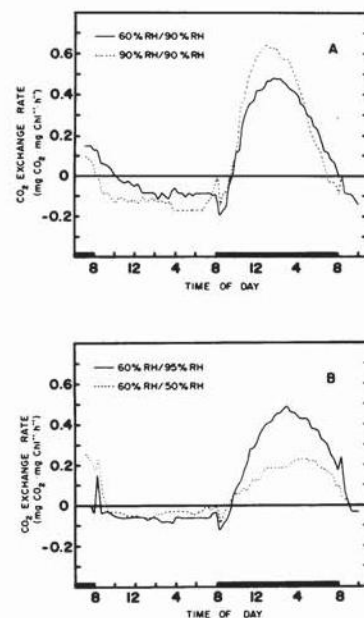 60% RH/90% RH
90% RH/90% RH
A
0.6
0.4
0.2
0
-0.2
CO₂ EXCHANGE RATE
(mg CO₂ mg Chl⁻¹ h⁻¹)
8 12 4 8 12 4 8
TIME OF DAY
60% RH/95% RH
60% RH/50% RH
B
0.6
0.4
0.2
0
-0.2
CO₂ EXCHANGE RATE
(mg CO₂ mg Chl⁻¹ h⁻¹)
8 12 4 8 12 4 8
TIME OF DAY